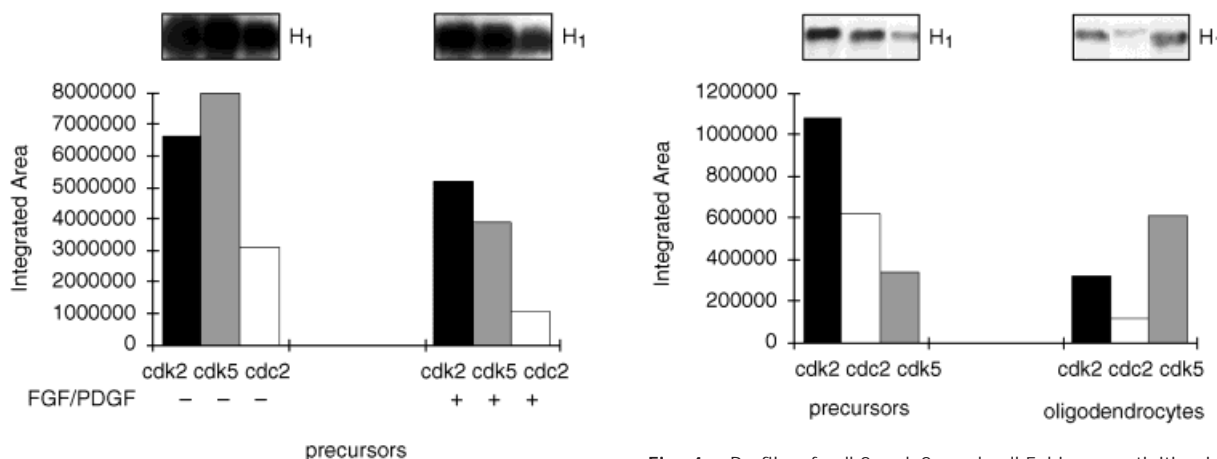 H1
H1
Integrated Area
8000000
7000000
6000000
5000000
4000000
3000000
2000000
1000000
0
cdk2 cdk5 cdc2
cdk2 cdk5 cdc2
FGF/PDGF − − − + + +
precursors
H1
Integrated Area
1200000
1000000
800000
600000
400000
200000
0
cdk2 cdc2 cdk5
cdk2 cdc2 cdk5
precursors
oligodendrocytes